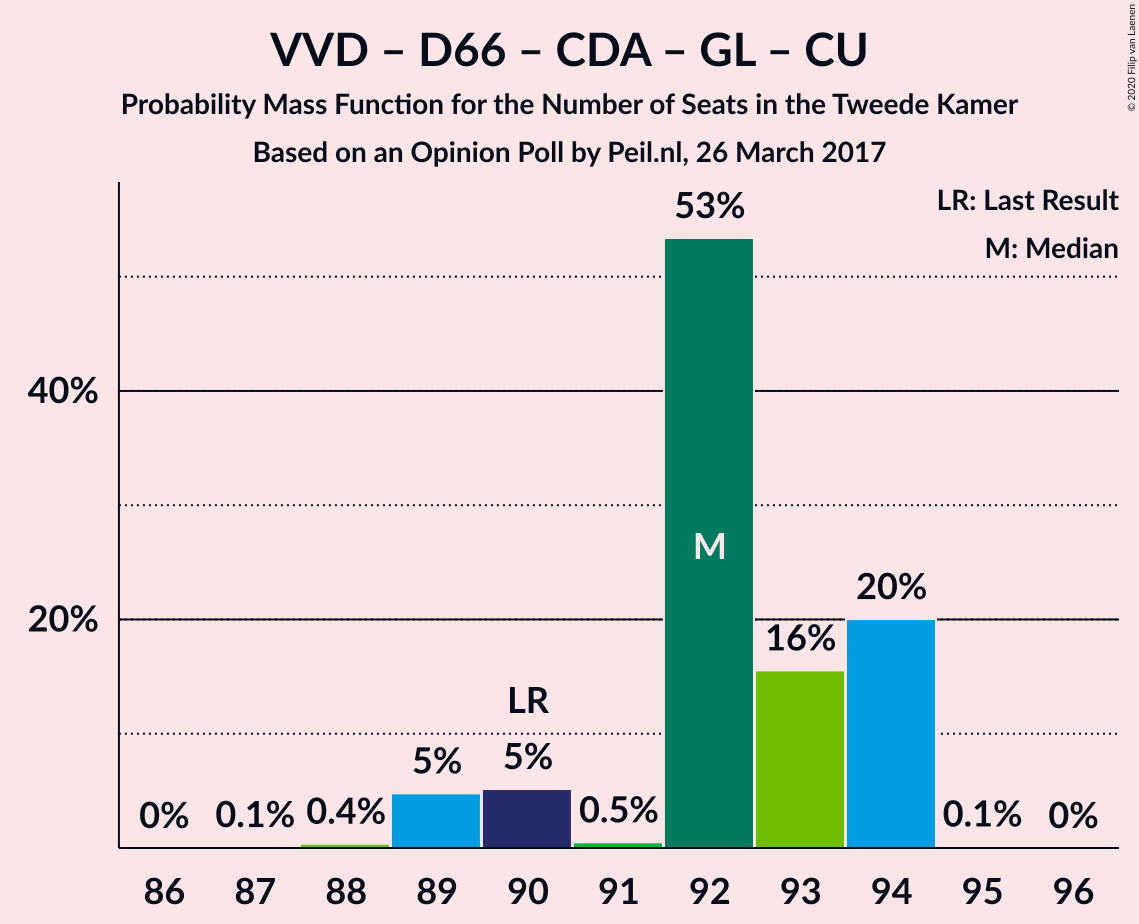 VVD – D66 – CDA – GL – CU
Probability Mass Function for the Number of Seats in the Tweede Kamer
Based on an Opinion Poll by Peil.nl, 26 March 2017
© 2020 Filip van Laenen
LR: Last Result
M: Median
40%
20%
0%
0.1%
0.4%
5%
LR
5%
0.5%
53%
M
16%
20%
0.1%
0%
86 87 88 89 90 91 92 93 94 95 96